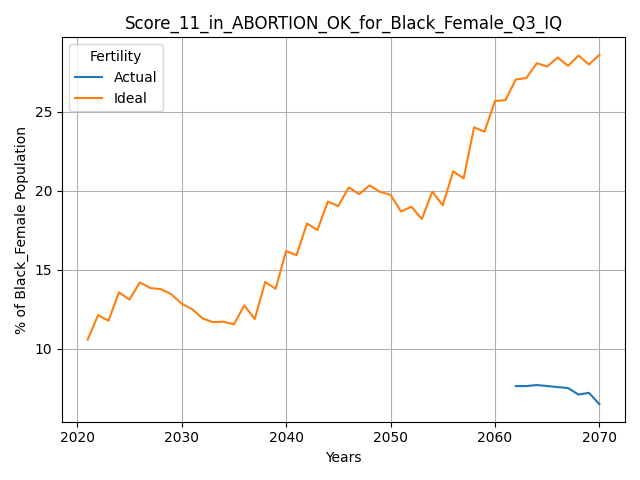 Score_11_in_ABORTION_OK_for_Black_Female_Q3_IQ
Fertility
Actual
Ideal
% of Black_Female Population
25
20
15
10
2020 2030 2040 2050 2060 2070
Years